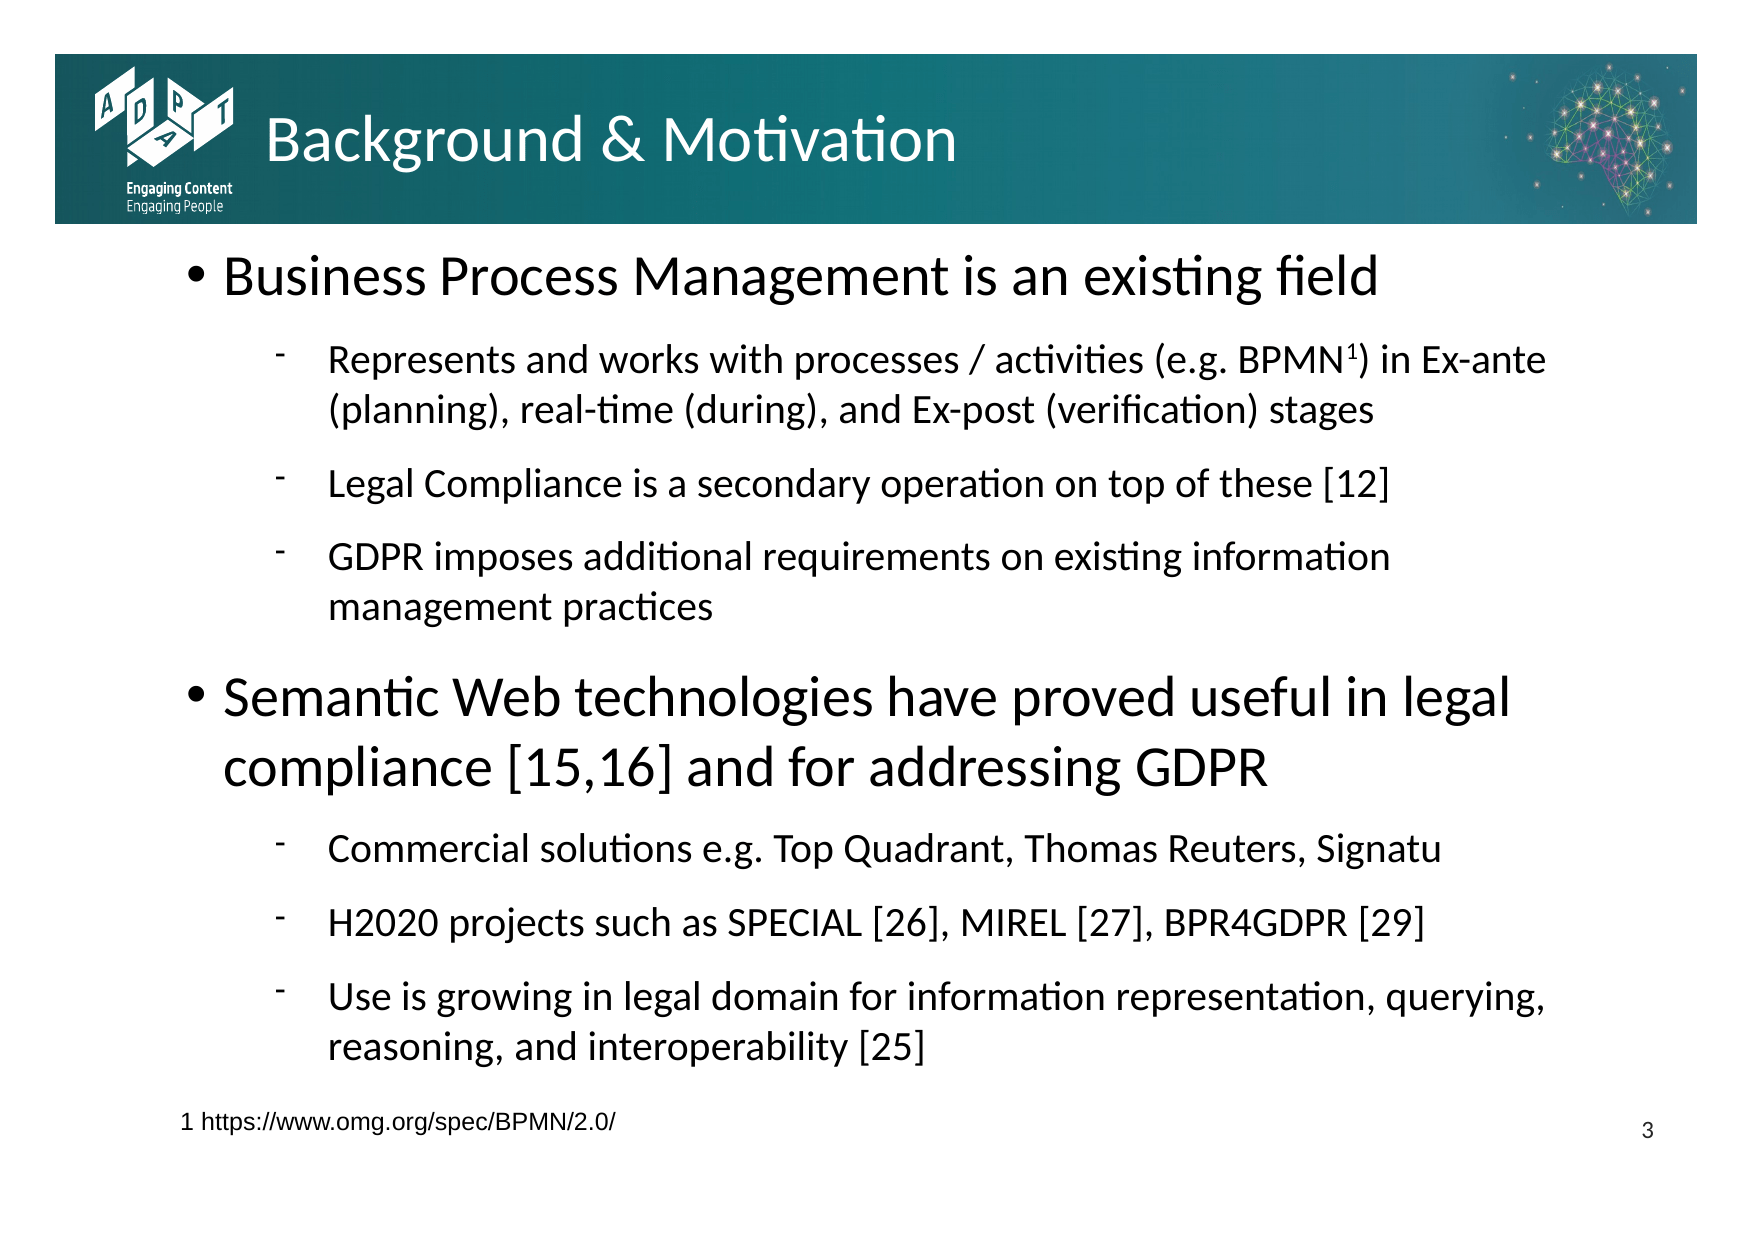 A D A P T
Engaging Content
Engaging People
Background & Motivation
• Business Process Management is an existing field
- Represents and works with processes / activities (e.g. BPMN1) in Ex-ante
(planning), real-time (during), and Ex-post (verification) stages
- Legal Compliance is a secondary operation on top of these [12]
- GDPR imposes additional requirements on existing information
management practices
• Semantic Web technologies have proved useful in legal
compliance [15,16] and for addressing GDPR
- Commercial solutions e.g. Top Quadrant, Thomas Reuters, Signatu
- H2020 projects such as SPECIAL [26], MIREL [27], BPR4GDPR [29]
- Use is growing in legal domain for information representation, querying,
reasoning, and interoperability [25]
1 https://www.omg.org/spec/BPMN/2.0/
3